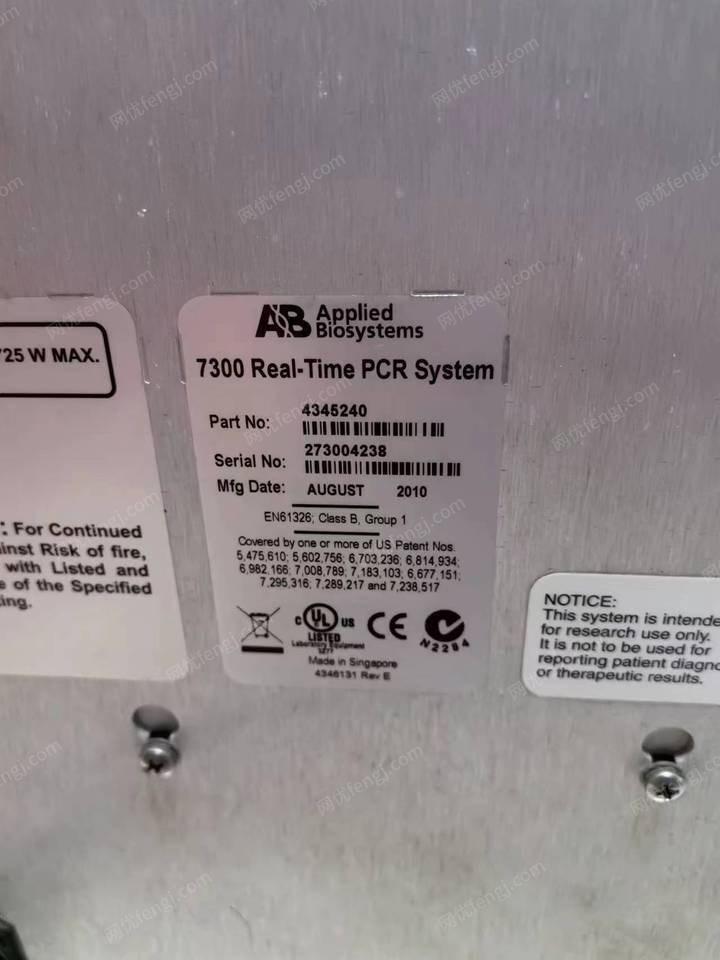 725 W MAX.
: For Continued
inst Risk of fire,
with Listed and
e of the Specified
ing.
AB Applied
Biosystems
7300 Real-Time PCR System
Part No: 4345240
Serial No: 273004238
Mfg Date: AUGUST 2010
EN61326; Class B, Group 1
Covered by one or more of US Patent Nos.
5,475,610; 5,602,756; 6,703,236; 6,814,934;
6,982,166; 7,008,789; 7,183,103; 6,677,151;
7,295,316; 7,289,217 and 7,238,517
C UL US
LISTED
Laboratory Equipment
CE
N2284
Made in Singapore
4346131 Rev E
NOTICE:
This system is intende
for research use only.
It is not to be used for
reporting patient diagno
or therapeutic results.
网优fengj.com